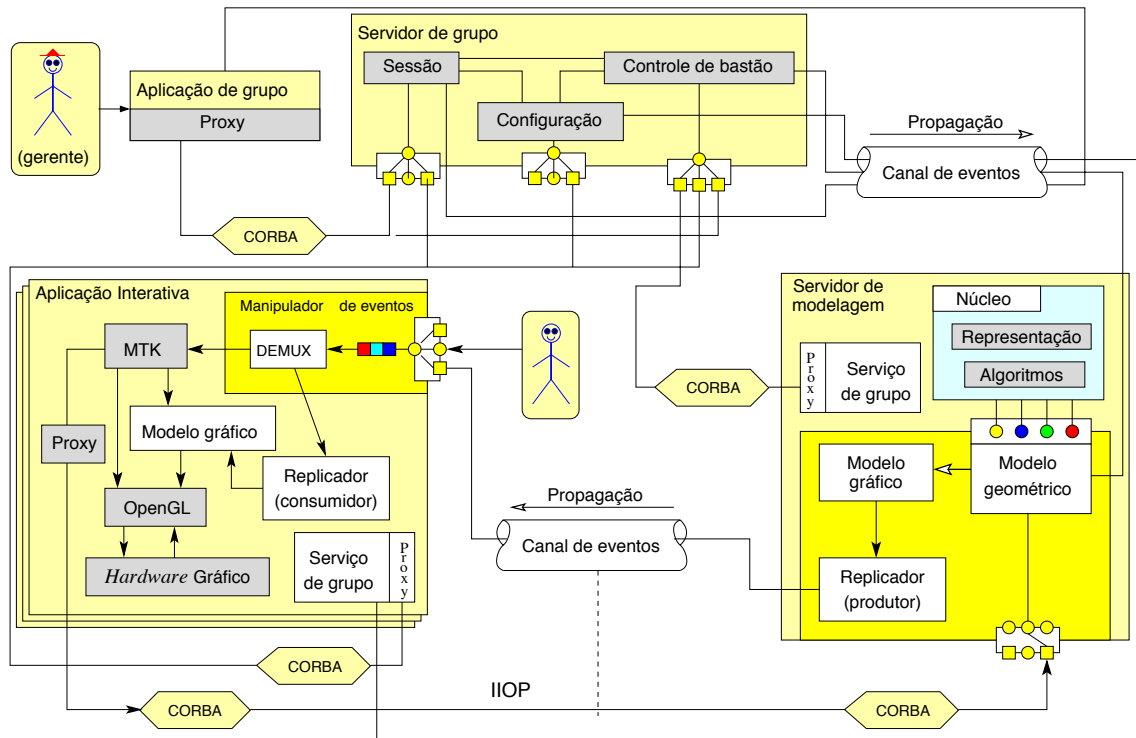 Servidor de grupo
Sessão
Controle de bastão
Configuração
Aplicação de grupo
Proxy
(gerente)
Propagação
Canal de eventos
CORBA
Aplicação Interativa
Manipulador de eventos
MTK
DEMUX
Proxy
Modelo gráfico
Replicador
(consumidor)
OpenGL
Hardware Gráfico
Serviço
de grupo
Proxy
CORBA
Servidor de
modelagem
Núcleo
Representação
Algoritmos
Proxy
Serviço
de grupo
Modelo
gráfico
Modelo
geométrico
Replicador
(produtor)
Propagação
Canal de eventos
CORBA
IIOP
CORBA
CORBA